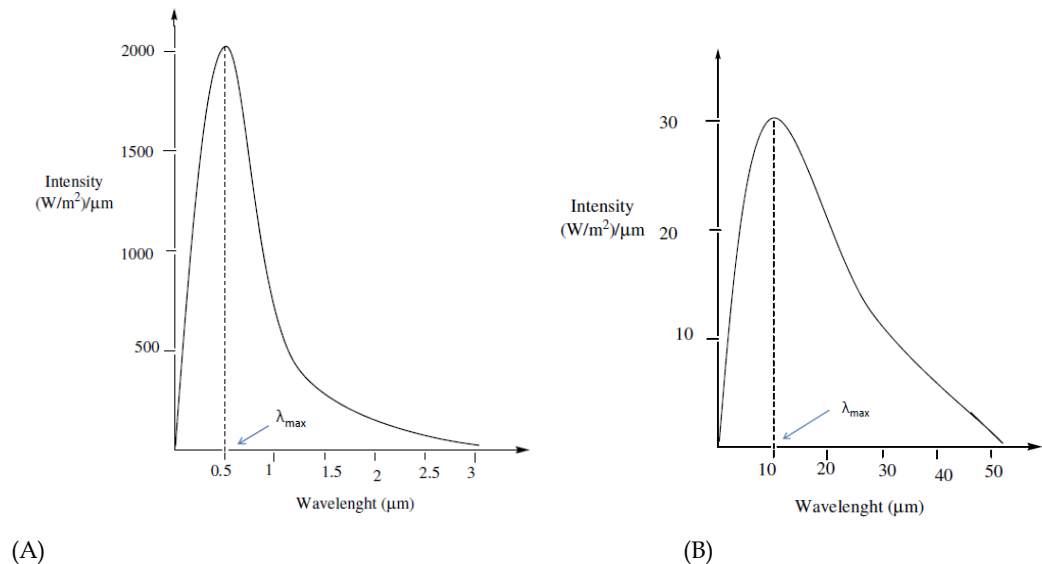 2000
1500
Intensity
(W/m²)/μm
1000
500
λmax
0.5
1
1.5
2
2.5
3
Wavelenght (μm)
(A)
30
Intensity
(W/m²)/μm
20
10
λmax
10
20
30
40
50
Wavelenght (μm)
(B)